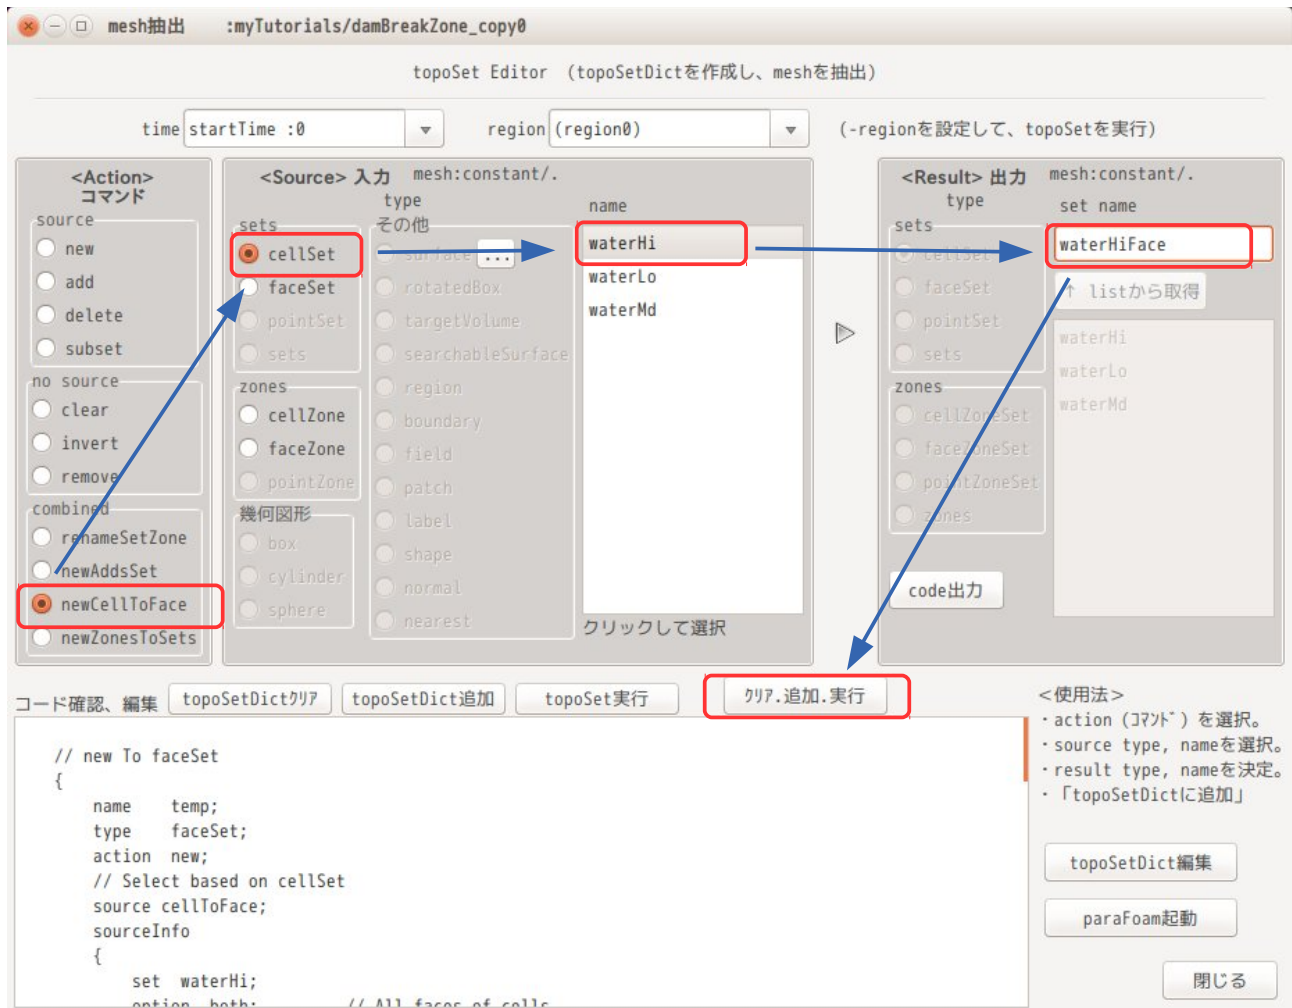 mesh抽出 :myTutorials/damBreakZone_copy0
topoSet Editor (topoSetDictを作成し、meshを抽出)
time startTime :0 region (region0) (-regionを設定して、topoSetを実行)
<Action>
コマンド
source
new
add
delete
subset
no source
clear
invert
remove
combined
renameSetZone
newAddsSet
newCellToFace
newZonesToSets
<Source> 入力 mesh:constant/.
type
sets
cellSet
faceSet
pointSet
sets
zones
cellZone
faceZone
pointZone
幾何図形
box
cylinder
sphere
その他
surface ...
rotatedBox
targetVolume
searchableSurface
region
boundary
field
patch
label
shape
normal
nearest
name
waterHi
waterLo
waterMd
クリックして選択
<Result> 出力 mesh:constant/.
type
sets
cellSet
faceSet
pointSet
sets
zones
cellZoneSet
faceZoneSet
pointZoneSet
zones
code出力
set name
waterHiFace
↑ listから取得
waterHi
waterLo
waterMd
コード確認、編集 topoSetDictクリア topoSetDict追加 topoSet実行 クリア.追加.実行
// new To faceSet
{
name temp;
type faceSet;
action new;
// Select based on cellSet
source cellToFace;
sourceInfo
{
set waterHi;
option both; // All faces of cells
<使用法>
・action (コマンド) を選択。
・source type, nameを選択。
・result type, nameを決定。
・「topoSetDictに追加」
topoSetDict編集
paraFoam起動
閉じる